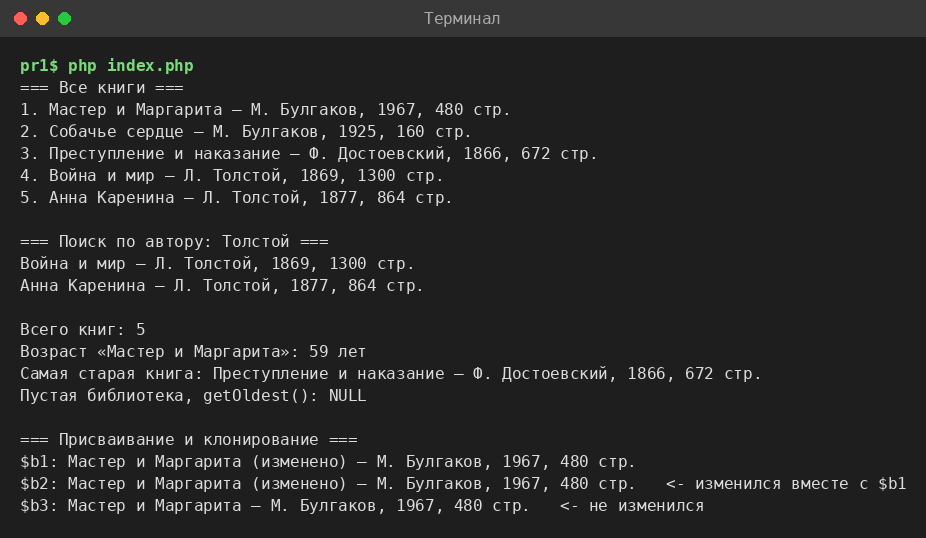 Терминал
pr1$ php index.php
=== Все книги ===
1. Мастер и Маргарита — М. Булгаков, 1967, 480 стр.
2. Собачье сердце — М. Булгаков, 1925, 160 стр.
3. Преступление и наказание — Ф. Достоевский, 1866, 672 стр.
4. Война и мир — Л. Толстой, 1869, 1300 стр.
5. Анна Каренина — Л. Толстой, 1877, 864 стр.
=== Поиск по автору: Толстой ===
Война и мир — Л. Толстой, 1869, 1300 стр.
Анна Каренина — Л. Толстой, 1877, 864 стр.
Всего книг: 5
Возраст «Мастер и Маргарита»: 59 лет
Самая старая книга: Преступление и наказание — Ф. Достоевский, 1866, 672 стр.
Пустая библиотека, getOldest(): NULL
=== Присваивание и клонирование ===
$b1: Мастер и Маргарита (изменено) — М. Булгаков, 1967, 480 стр.
$b2: Мастер и Маргарита (изменено) — М. Булгаков, 1967, 480 стр.   <- изменился вместе с $b1
$b3: Мастер и Маргарита — М. Булгаков, 1967, 480 стр.   <- не изменился